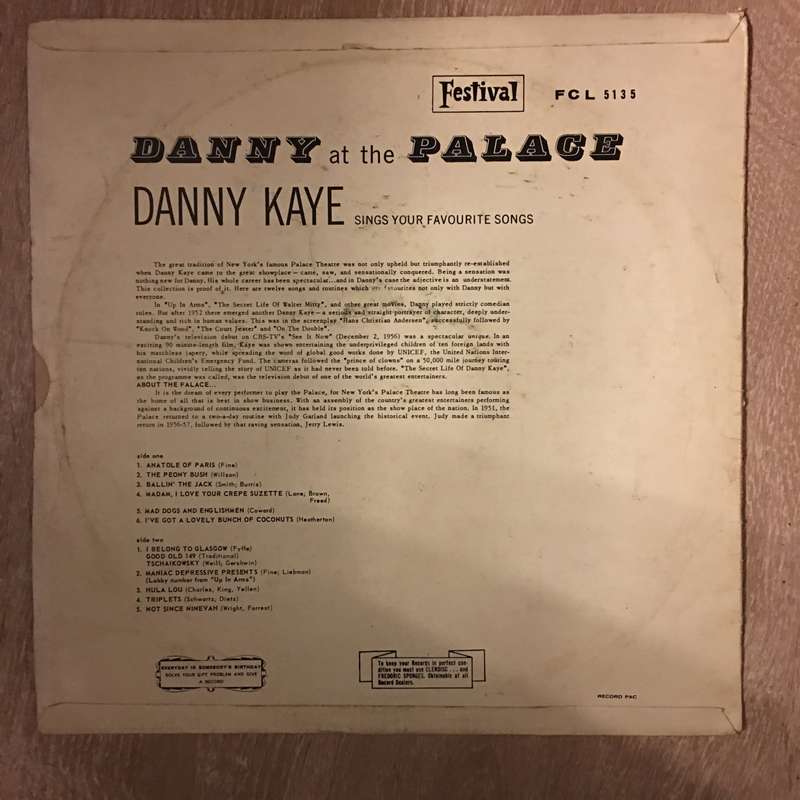 Festival
FCL 5135
DANNY at the PALACE
DANNY KAYE SINGS YOUR FAVOURITE SONGS
The great tradition of New York's famous Palace Theatre was not only upheld but triumphantly re-established
when Danny Kaye came to the great showplace — came, saw, and sensationally conquered. Being a sensation was
nothing new for Danny. His whole career has been spectacular...and in Danny's case the adjective is an understatement.
This collection is proof of it. Here are twelve songs and routines which are favourites not only with Danny but with
everyone.
In "Up In Arms", "The Secret Life Of Walter Mitty", and other great movies, Danny played strictly comedian
roles. But after 1952 there emerged another Danny Kaye — a serious and straight portrayer of character, deeply under-
standing and rich in human values. This was in the screenplay "Hans Christian Andersen", successfully followed by
"Knock On Wood", "The Court Jester" and "On The Double".
Danny's television debut on CBS-TV's "See It Now" (December 2, 1956) was a spectacular unique. In an
exciting 90 minute-length film, Kaye was shown entertaining the underprivileged children of ten foreign lands with
his matchless japery, while spreading the word of global good works done by UNICEF, the United Nations Inter-
national Children's Emergency Fund. The cameras followed the "prince of clowns" on a 50,000 mile journey touring
ten nations, vividly telling the story of UNICEF as it had never been told before. "The Secret Life Of Danny Kaye",
as the programme was called, was the television debut of one of the world's greatest entertainers.
ABOUT THE PALACE...
It is the dream of every performer to play the Palace, for New York's Palace Theatre has long been famous as
the home of all that is best in show business. With an assembly of the country's greatest entertainers performing
against a background of continuous excitement, it has held its position as the show place of the nation. In 1951, the
Palace returned to a two-a-day routine with Judy Garland launching the historical event. Judy made a triumphant
return in 1956-57, followed by that raving sensation, Jerry Lewis.
side one
1. ANATOLE OF PARIS (Fine)
2. THE PEONY BUSH (Willson)
3. BALLIN' THE JACK (Smith; Burris)
4. MADAM, I LOVE YOUR CREPE SUZETTE (Lane; Brown,
Freed)
5. MAD DOGS AND ENGLISHMEN (Coward)
6. I'VE GOT A LOVELY BUNCH OF COCONUTS (Heatherton)
side two
1. I BELONG TO GLASGOW (Fyffe)
GOOD OLD 149 (Traditional)
TSCHAIKOWSKY (Weill; Gershwin)
2. MANIAC DEPRESSIVE PRESENTS (Fine; Liebman)
(Lobby number from "Up In Arms")
3. HULA LOU (Charles, King, Yellen)
4. TRIPLETS (Schwartz, Dietz)
5. NOT SINCE NINEVAH (Wright, Forrest)
EVERYDAY IS SOMEBODY'S BIRTHDAY
SOLVE YOUR GIFT PROBLEM AND GIVE
A RECORD
To keep your Records in perfect con-
dition you must use CLENDISC . . . and
FREDORIC SPONGES. Obtainable at all
Record Dealers.
RECORD PAC